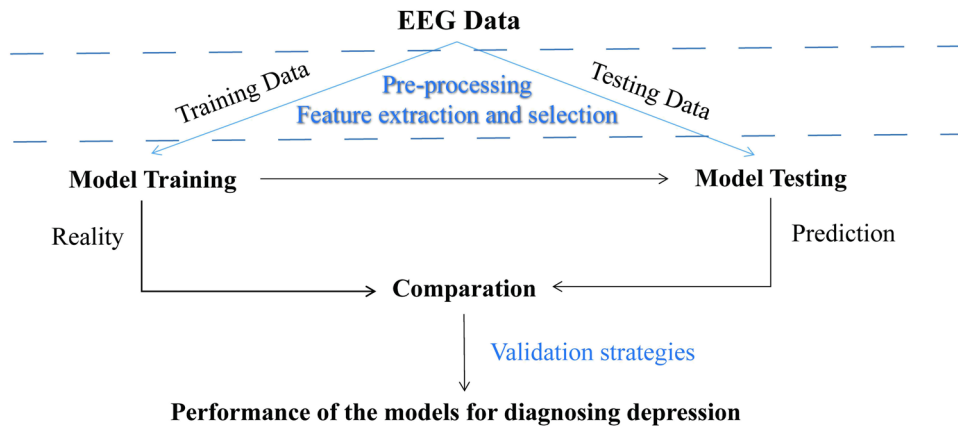 EEG Data
Training Data
Pre-processing
Testing Data
Feature extraction and selection
Model Training
Model Testing
Reality
Prediction
Comparation
Validation strategies
Performance of the models for diagnosing depression